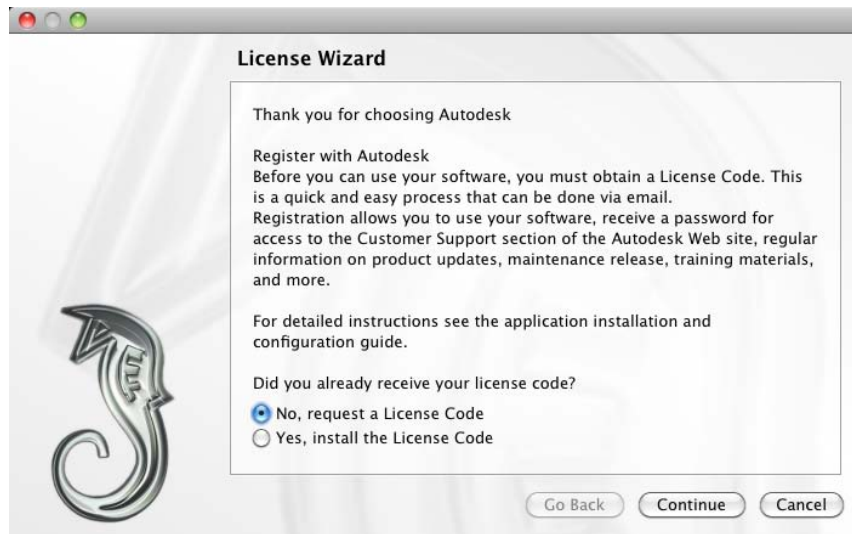 License Wizard
Thank you for choosing Autodesk
Register with Autodesk
Before you can use your software, you must obtain a License Code. This
is a quick and easy process that can be done via email.
Registration allows you to use your software, receive a password for
access to the Customer Support section of the Autodesk Web site, regular
information on product updates, maintenance release, training materials,
and more.
For detailed instructions see the application installation and
configuration guide.
Did you already receive your license code?
No, request a License Code
Yes, install the License Code
Go Back Continue Cancel